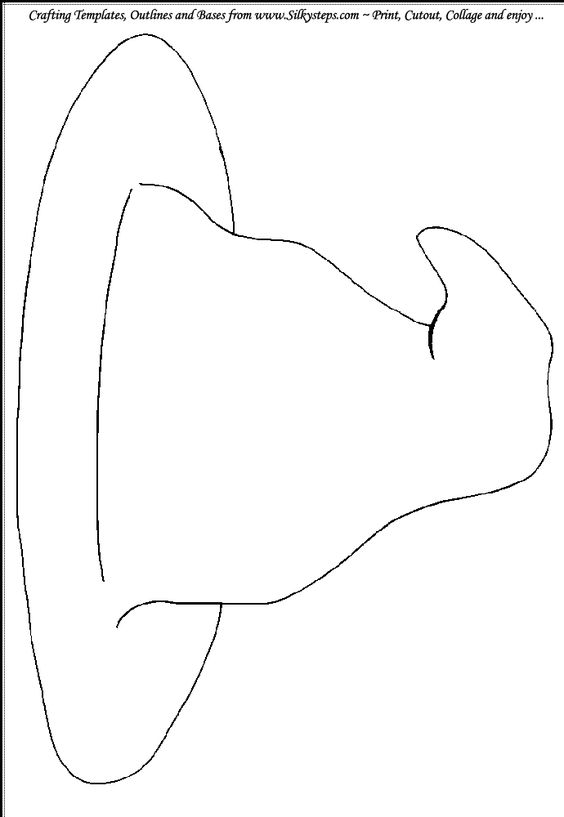 Crafting Templates, Outlines and Bases from www.Silkysteps.com ~ Print, Cutout, Collage and enjoy ...